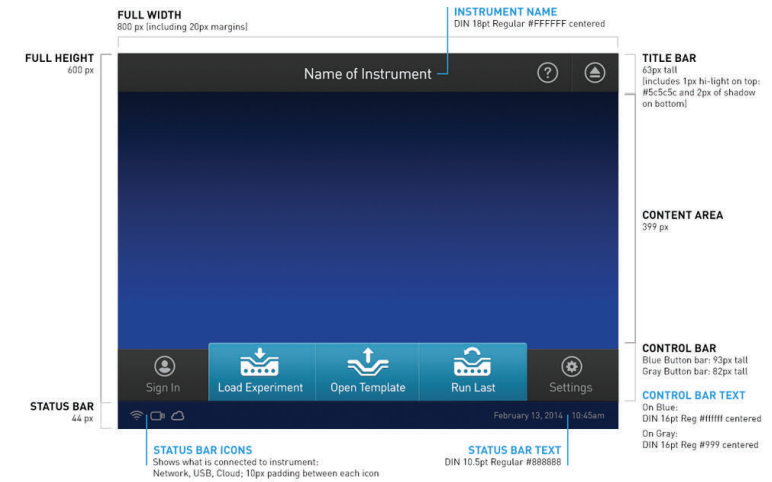 FULL WIDTH
800 px (including 20px margins)
INSTRUMENT NAME
DIN 18pt Regular #FFFFFF centered
FULL HEIGHT
600 px
Name of Instrument
?
TITLE BAR
63px tall
(includes 1px hi-light on top:
#5c5c5c and 2px of shadow
on bottom)
CONTENT AREA
399 px
CONTROL BAR
Blue Button bar: 93px tall
Gray Button bar: 82px tall
Sign In
Load Experiment
Open Template
Run Last
Settings
CONTROL BAR TEXT
On Blue:
DIN 16pt Reg #ffffff centered
On Gray:
DIN 16pt Reg #999 centered
STATUS BAR
44 px
February 13, 2014 | 10:45am
STATUS BAR ICONS
Shows what is connected to instrument:
Network, USB, Cloud; 10px padding between each icon
STATUS BAR TEXT
DIN 10.5pt Regular #888888